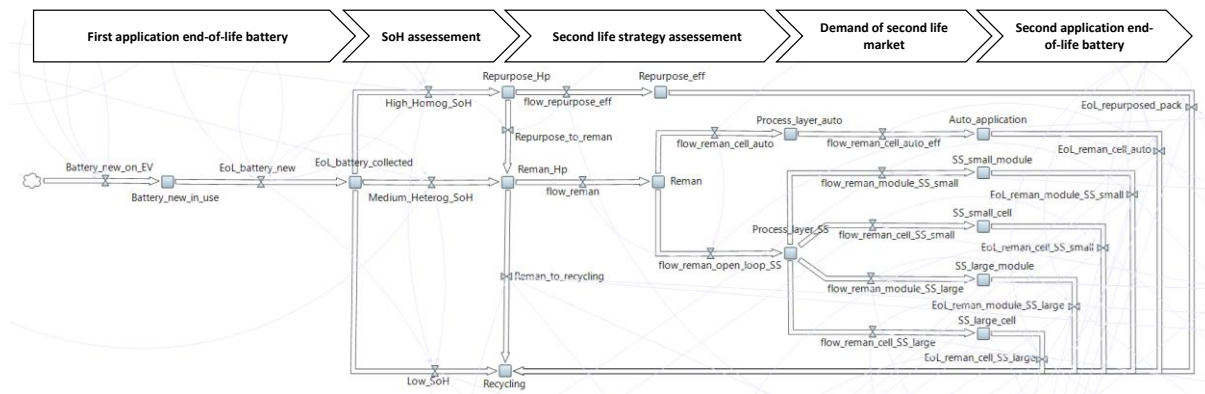 First application end-of-life battery
SoH assessement
Second life strategy assessement
Demand of second life
market
Second application end-
of-life battery
Repurpose_Hp
Repurpose_eff
High_Homog_SoH
flow_repurpose_eff
EoL_repurposed_pack
Repurpose_to_reman
Process_layer_auto
Auto_application
flow_reman_cell_auto
flow_reman_cell_auto_eff
EoL_reman_cell_auto
Battery_new_on_EV
EoL_battery_new
EoL_battery_collected
Reman_Hp
SS_small_module
Battery_new_in_use
Medium_Heterog_SoH
flow_reman
Reman
flow_reman_module_SS_small
EoL_reman_module_SS_small
SS_small_cell
Process_layer_SS
flow_reman_cell_SS_small
EoL_reman_cell_SS_small
flow_reman_open_loop_SS
SS_large_module
Reman_to_recycling
flow_reman_module_SS_large
EoL_reman_module_SS_large
SS_large_cell
flow_reman_cell_SS_large
EoL_reman_cell_SS_large
Low_SoH
Recycling